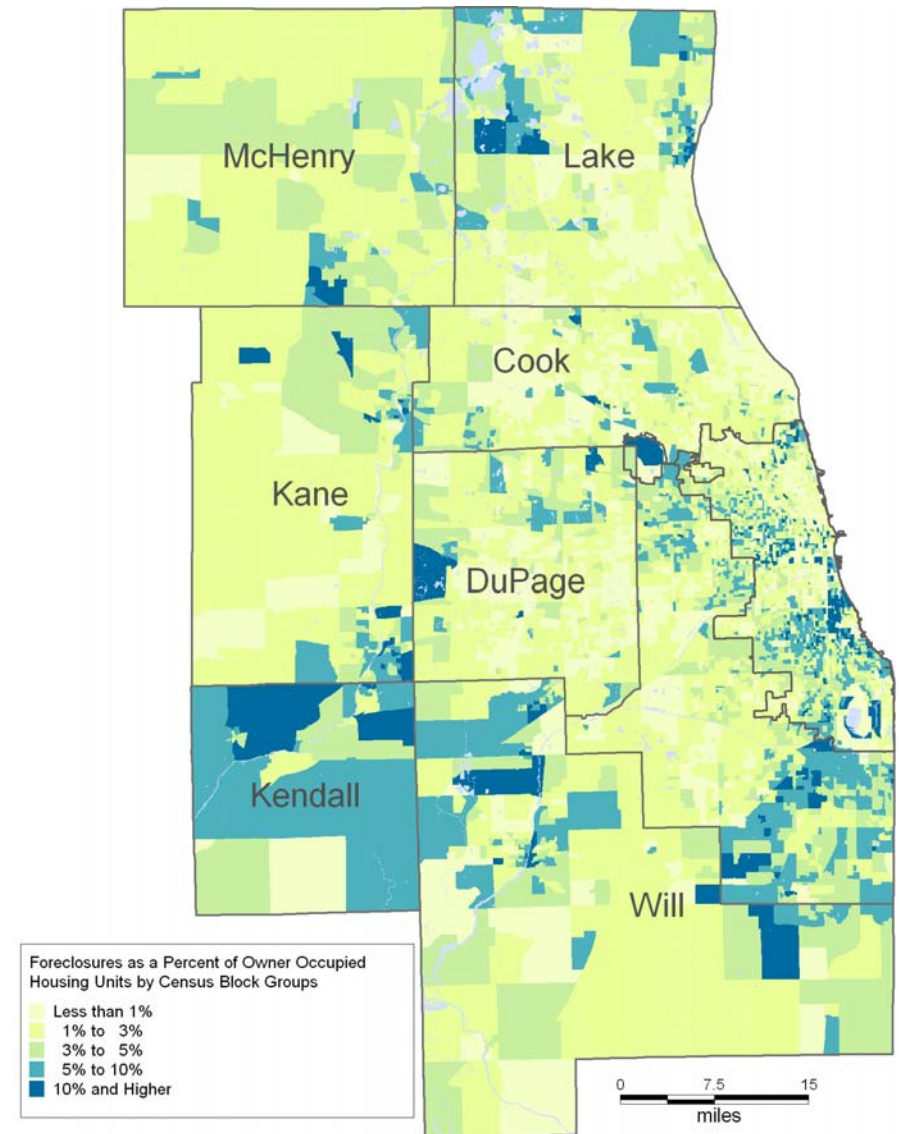 McHenry
Lake
Cook
Kane
DuPage
Kendall
Will
Foreclosures as a Percent of Owner Occupied
Housing Units by Census Block Groups
Less than 1%
1% to 3%
3% to 5%
5% to 10%
10% and Higher
0 7.5 15
miles